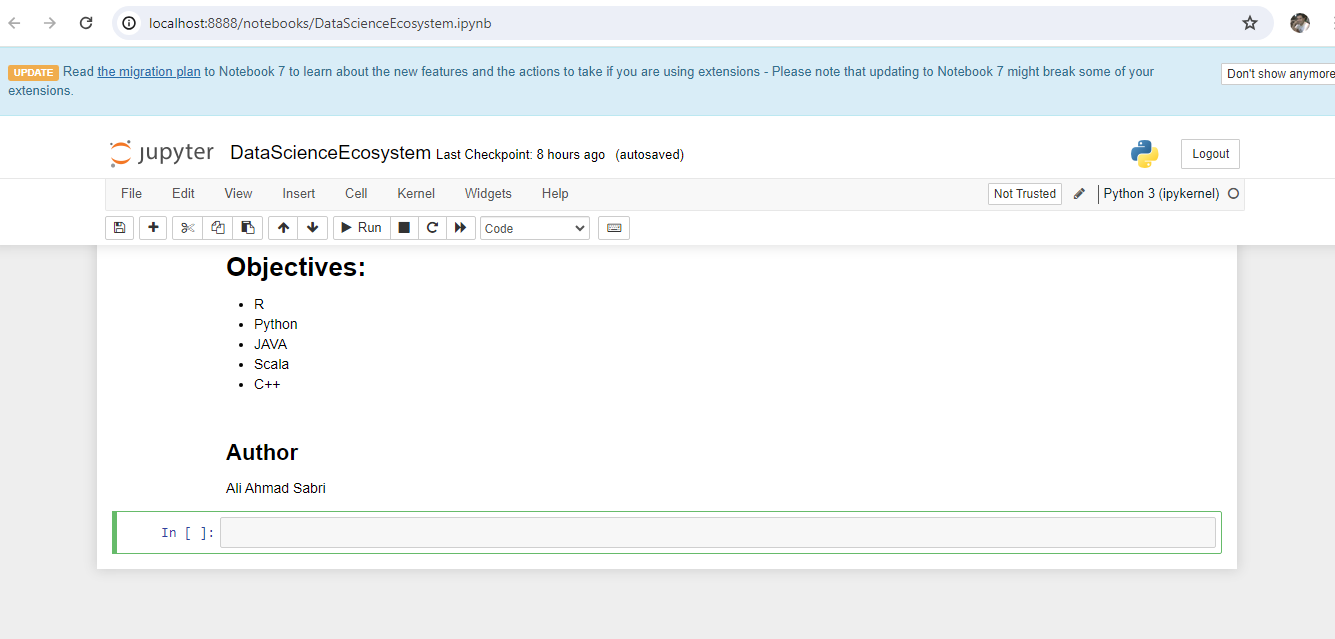 localhost:8888/notebooks/DataScienceEcosystem.ipynb
UPDATE Read the migration plan to Notebook 7 to learn about the new features and the actions to take if you are using extensions - Please note that updating to Notebook 7 might break some of your
extensions.
Don't show anymore
jupyter DataScienceEcosystem Last Checkpoint: 8 hours ago (autosaved)
Logout
File Edit View Insert Cell Kernel Widgets Help
Not Trusted Python 3 (ipykernel)
Run Code
Objectives:
• R
• Python
• JAVA
• Scala
• C++
Author
Ali Ahmad Sabri
In [ ]: